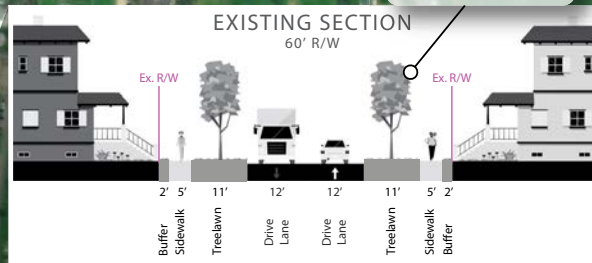 EXISTING SECTION
60' R/W
Ex. R/W
Ex. R/W
2' 5' 11' 12' 12' 11' 5' 2'
Buffer
Sidewalk
Treelawn
Drive
Lane
Drive
Lane
Treelawn
Sidewalk
Buffer